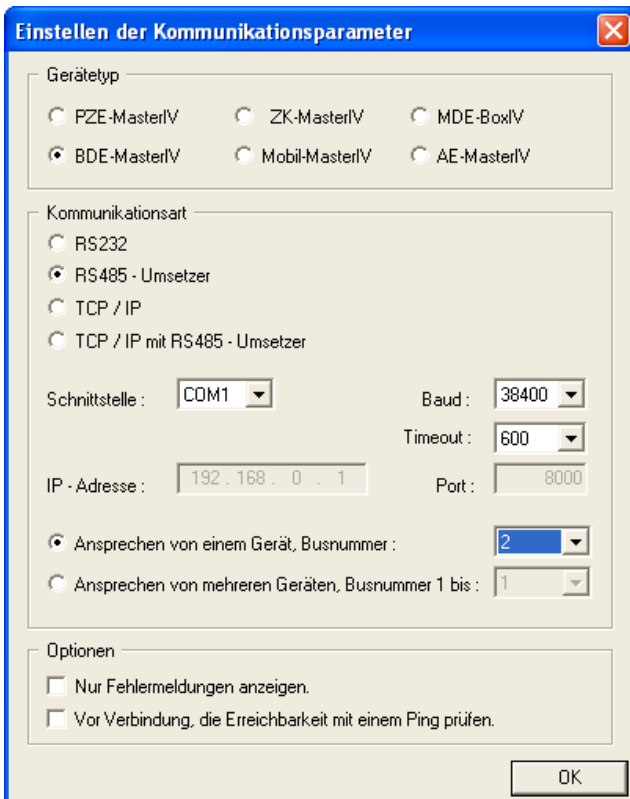 Einstellen der Kommunikationsparameter
Gerätetyp
PZE-MasterIV ZK-MasterIV MDE-BoxIV
BDE-MasterIV Mobil-MasterIV AE-MasterIV
Kommunikationsart
RS232
RS485 - Umsetzer
TCP / IP
TCP / IP mit RS485 - Umsetzer
Schnittstelle : COM1 Baud : 38400
Timeout : 600
IP - Adresse : 192 . 168 . 0 . 1 Port : 8000
Ansprechen von einem Gerät, Busnummer : 2
Ansprechen von mehreren Geräten, Busnummer 1 bis : 1
Optionen
Nur Fehlermeldungen anzeigen.
Vor Verbindung, die Erreichbarkeit mit einem Ping prüfen.
OK